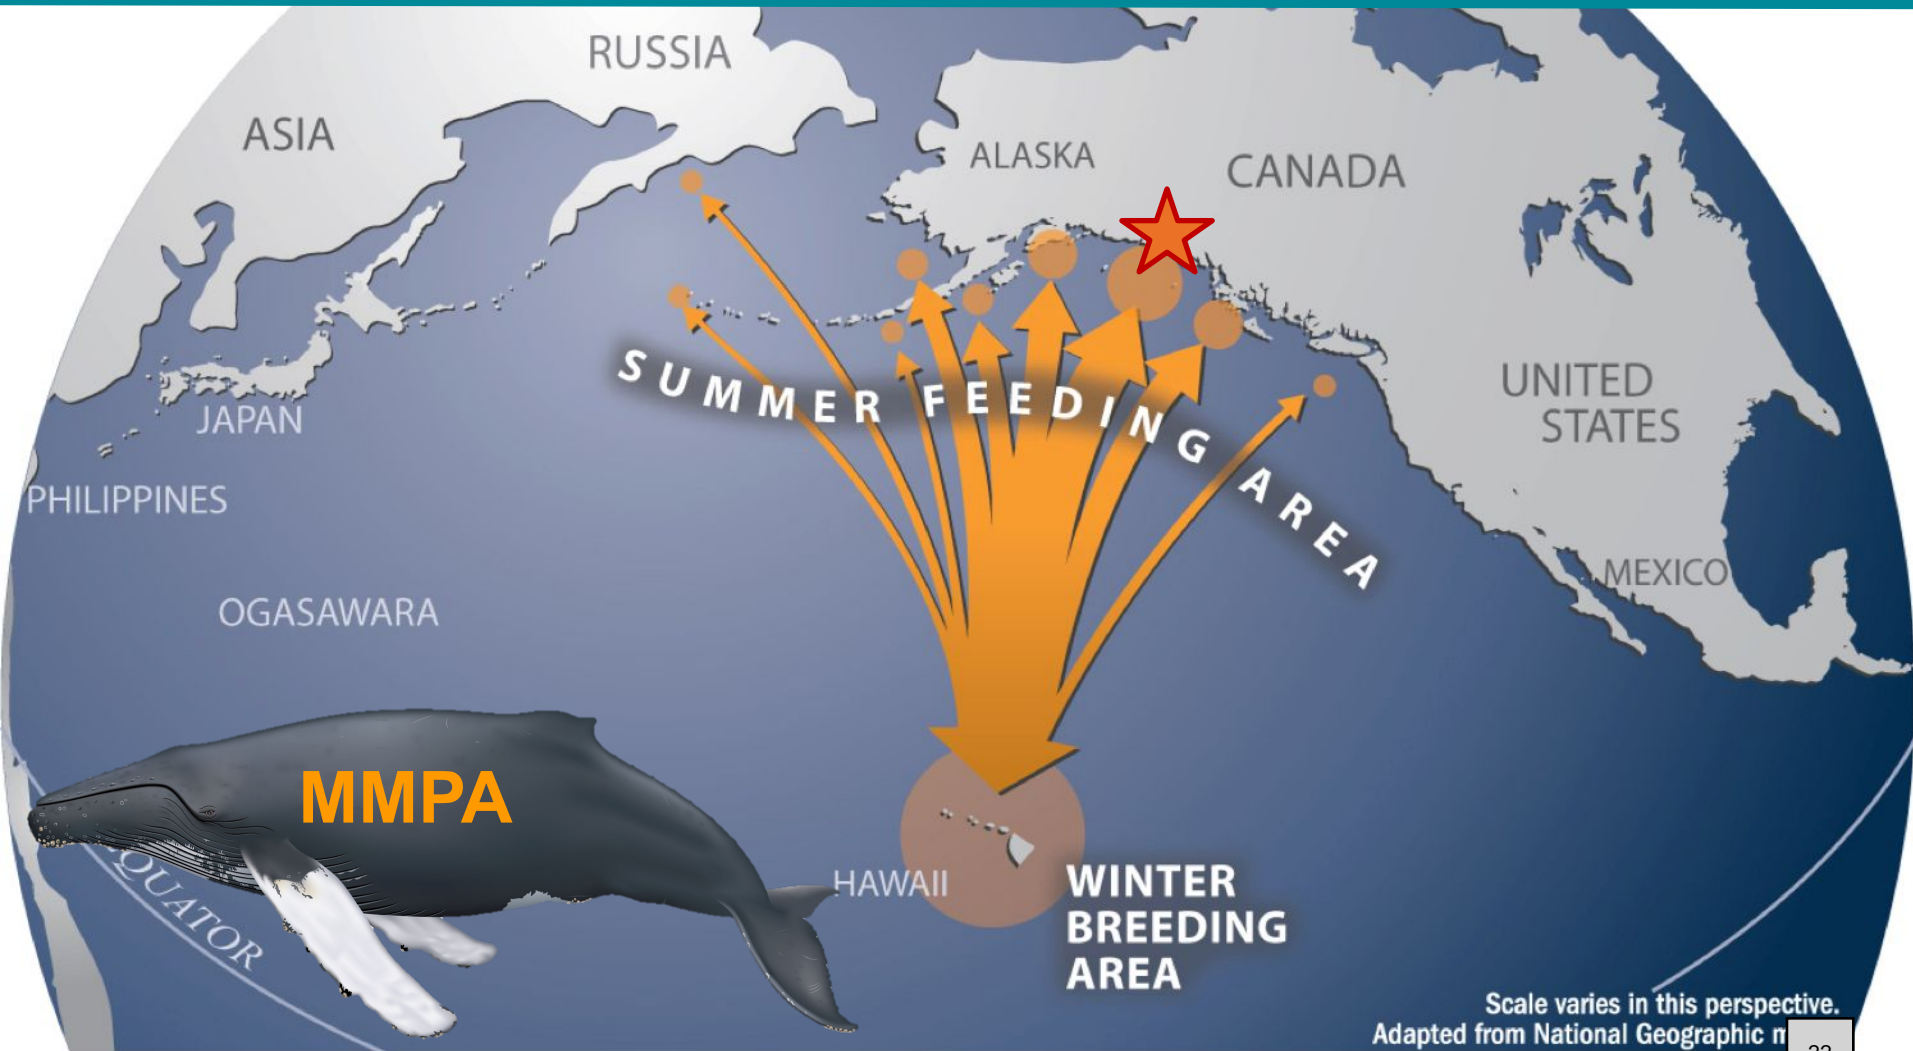 RUSSIA
ASIA
ALASKA
CANADA
SUMMER FEEDING AREA
UNITED
STATES
JAPAN
PHILIPPINES
MEXICO
OGASAWARA
MMPA
HAWAII
WINTER
BREEDING
AREA
QUATOR
Scale varies in this perspective.
Adapted from National Geographic